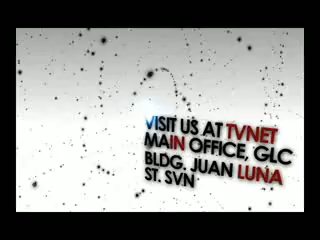 VISIT US AT TVNET
MAIN OFFICE, GLC
BLDG. JUAN LUNA
ST. SVN